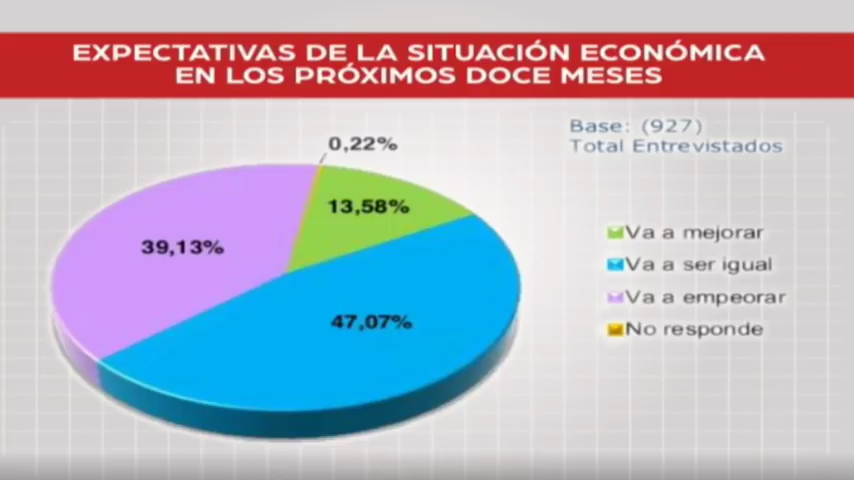 EXPECTATIVAS DE LA SITUACIÓN ECONÓMICA
EN LOS PRÓXIMOS DOCE MESES
Base: (927)
Total Entrevistados
0,22%
13,58%
39,13%
47,07%
Va a mejorar
Va a ser igual
Va a empeorar
No responde